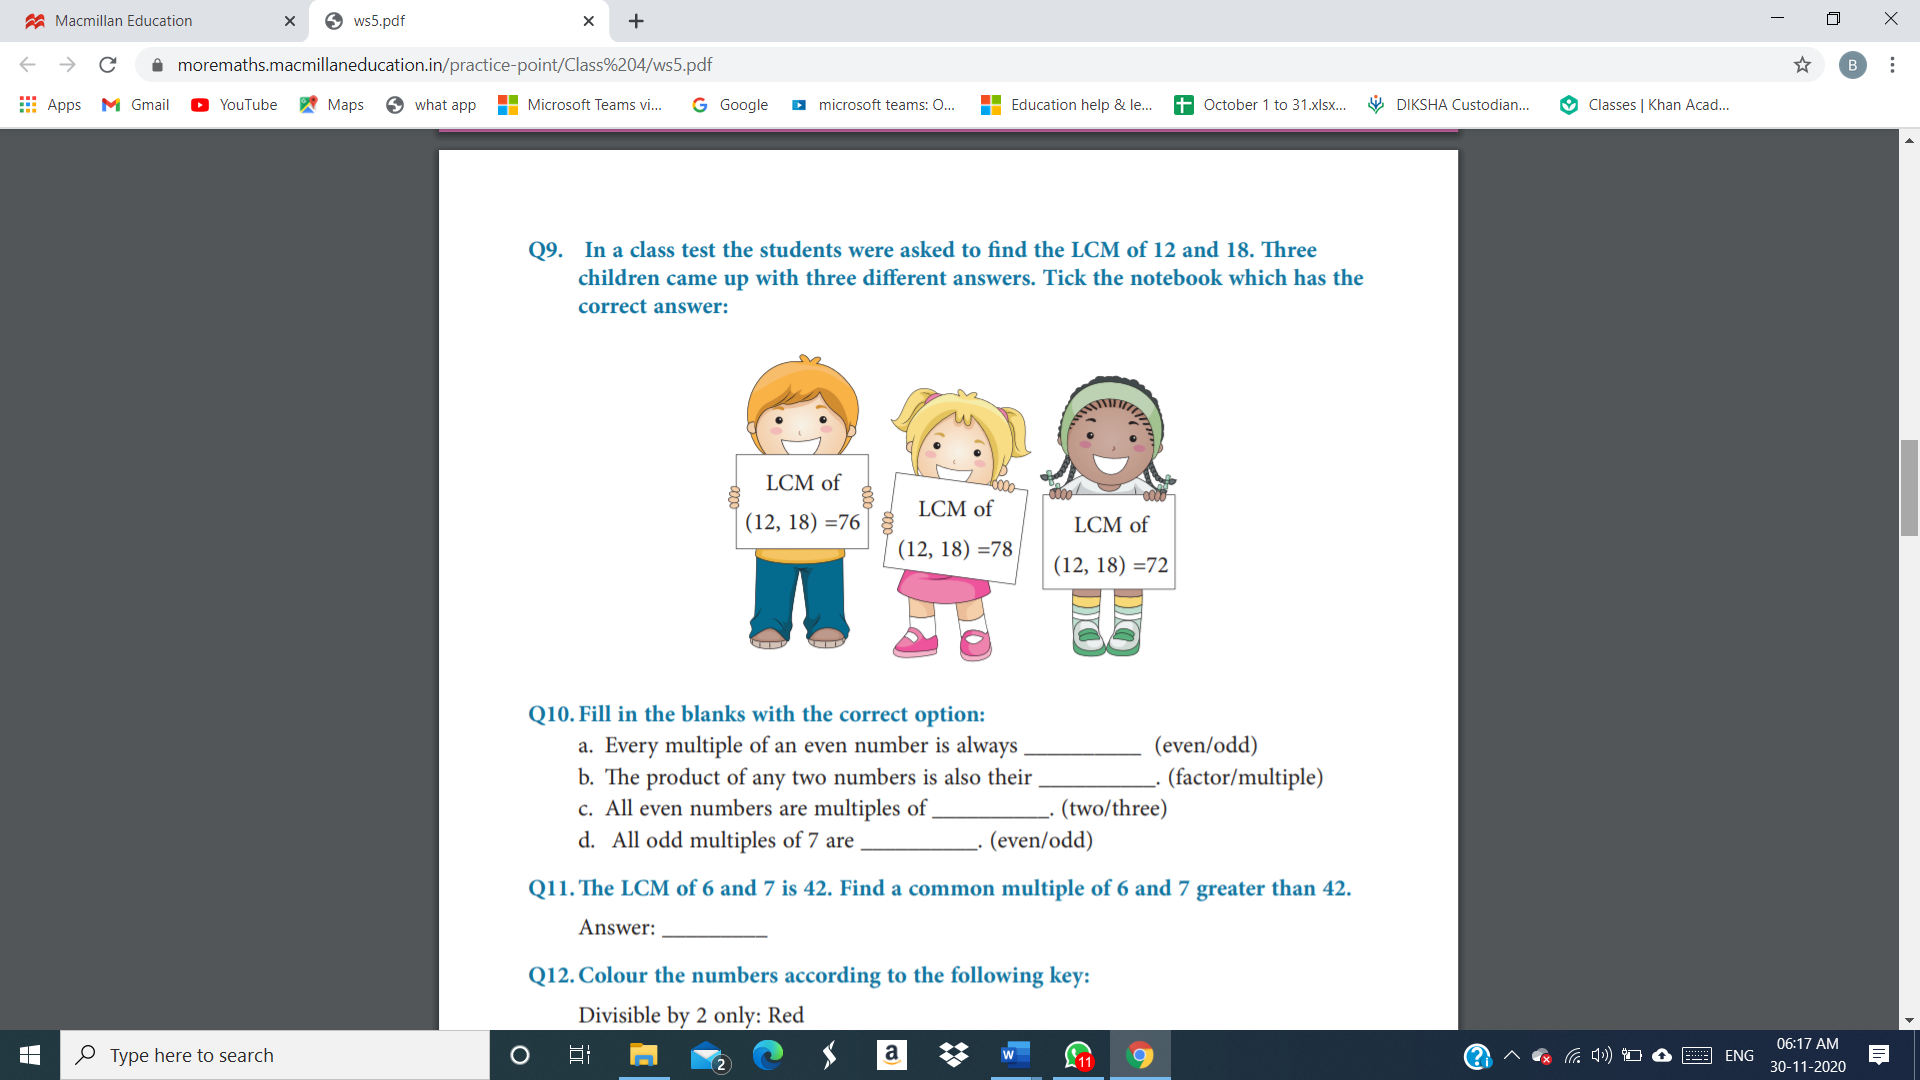 Macmillan Education
ws5.pdf
moremaths.macmillaneducation.in/practice-point/Class%204/ws5.pdf
B
Apps Gmail YouTube Maps what app Microsoft Teams vi... Google microsoft teams: O... Education help & le... October 1 to 31.xlsx... DIKSHA Custodian... Classes | Khan Acad...
Q9. In a class test the students were asked to find the LCM of 12 and 18. Three
children came up with three different answers. Tick the notebook which has the
correct answer:
LCM of
(12, 18) =76
LCM of
(12, 18) =78
LCM of
(12, 18) =72
Q10. Fill in the blanks with the correct option:
a. Every multiple of an even number is always __________ (even/odd)
b. The product of any two numbers is also their __________. (factor/multiple)
c. All even numbers are multiples of __________. (two/three)
d. All odd multiples of 7 are __________. (even/odd)
Q11. The LCM of 6 and 7 is 42. Find a common multiple of 6 and 7 greater than 42.
Answer: _________
Q12. Colour the numbers according to the following key:
Divisible by 2 only: Red
Type here to search
2
a
W
11
ENG
06:17 AM
30-11-2020